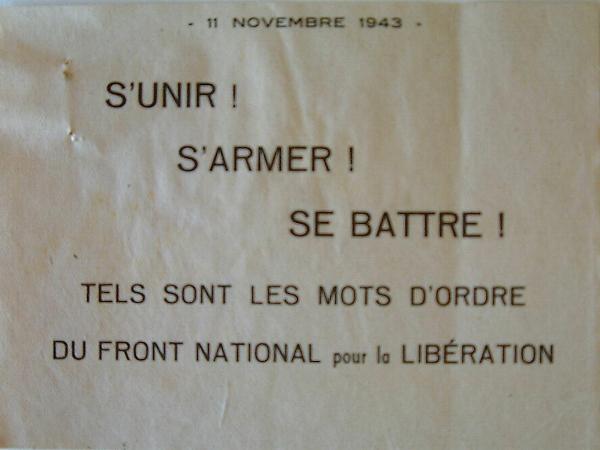 - 11 NOVEMBRE 1943 -
S'UNIR !
S'ARMER !
SE BATTRE !
TELS SONT LES MOTS D'ORDRE
DU FRONT NATIONAL pour la LIBÉRATION